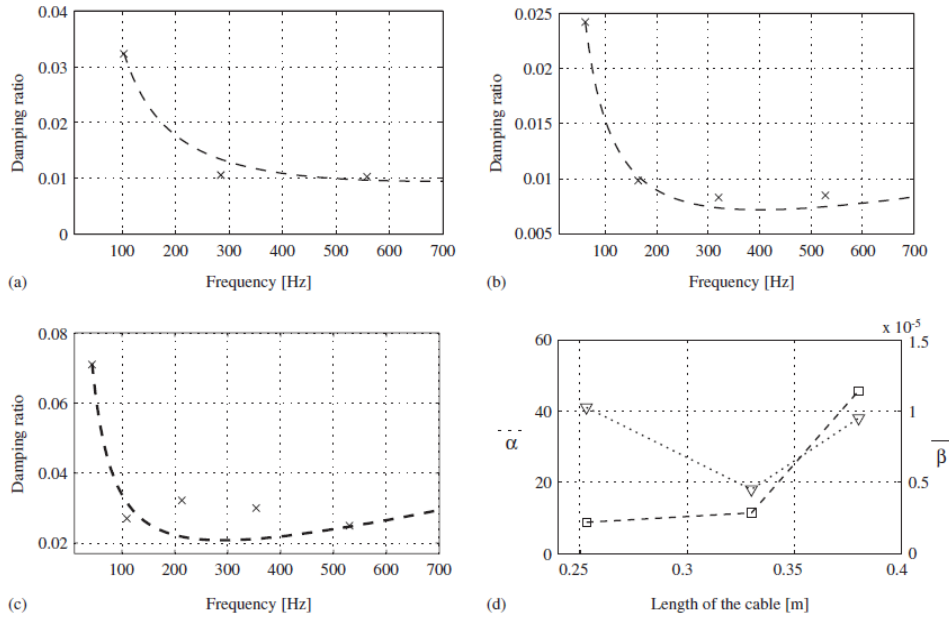 0.04
0.03
0.02
0.01
0
Damping ratio
100 200 300 400 500 600 700
(a)
Frequency [Hz]
0.025
0.02
0.015
0.01
0.005
Damping ratio
100 200 300 400 500 600 700
(b)
Frequency [Hz]
0.08
0.06
0.04
0.02
Damping ratio
100 200 300 400 500 600 700
(c)
Frequency [Hz]
x 10-5
60
40
20
0
α
1.5
1
0.5
0
β
0.25 0.3 0.35 0.4
(d)
Length of the cable [m]